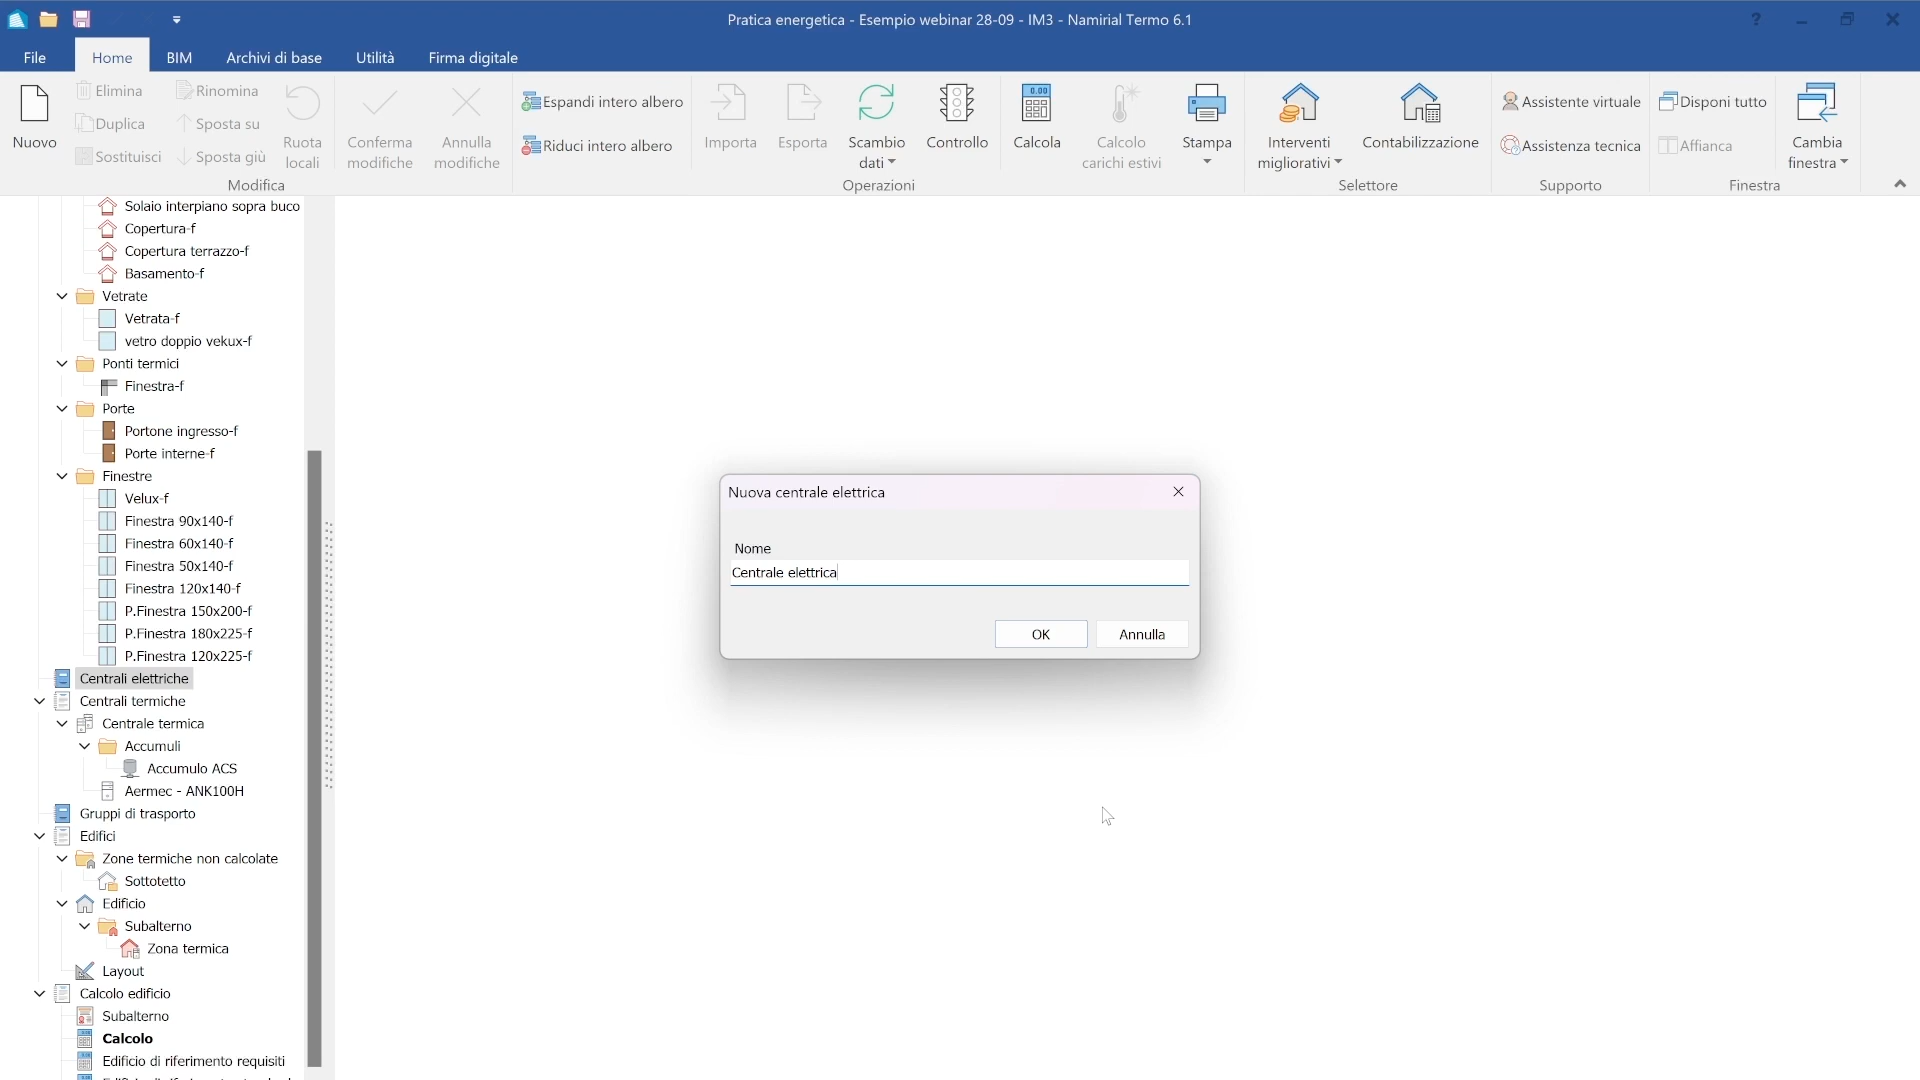 Pratica energetica - Esempio webinar 28-09 - IM3 - Namirial Termo 6.1
File Home BIM Archivi di base Utilità Firma digitale
Nuovo
Elimina
Duplica
Sostituisci
Rinomina
Sposta su
Sposta giù
Ruota locali
Modifica
Conferma modifiche
Annulla modifiche
Espandi intero albero
Riduci intero albero
Importa
Esporta
Scambio dati
Controllo
Calcola
Calcolo carichi estivi
Stampa
Operazioni
Interventi migliorativi
Contabilizzazione
Selettore
Assistente virtuale
Assistenza tecnica
Supporto
Disponi tutto
Affianca
Cambia finestra
Finestra
Solaio interpiano sopra buco
Copertura-f
Copertura terrazzo-f
Basamento-f
Vetrate
Vetrata-f
vetro doppio vekux-f
Ponti termici
Finestra-f
Porte
Portone ingresso-f
Porte interne-f
Finestre
Velux-f
Finestra 90x140-f
Finestra 60x140-f
Finestra 50x140-f
Finestra 120x140-f
P.Finestra 150x200-f
P.Finestra 180x225-f
P.Finestra 120x225-f
Centrali elettriche
Centrali termiche
Centrale termica
Accumuli
Accumulo ACS
Aermec - ANK100H
Gruppi di trasporto
Edifici
Zone termiche non calcolate
Sottotetto
Edificio
Subalterno
Zona termica
Layout
Calcolo edificio
Subalterno
Calcolo
Edificio di riferimento requisiti
Nuova centrale elettrica
Nome
Centrale elettrica
OK Annulla